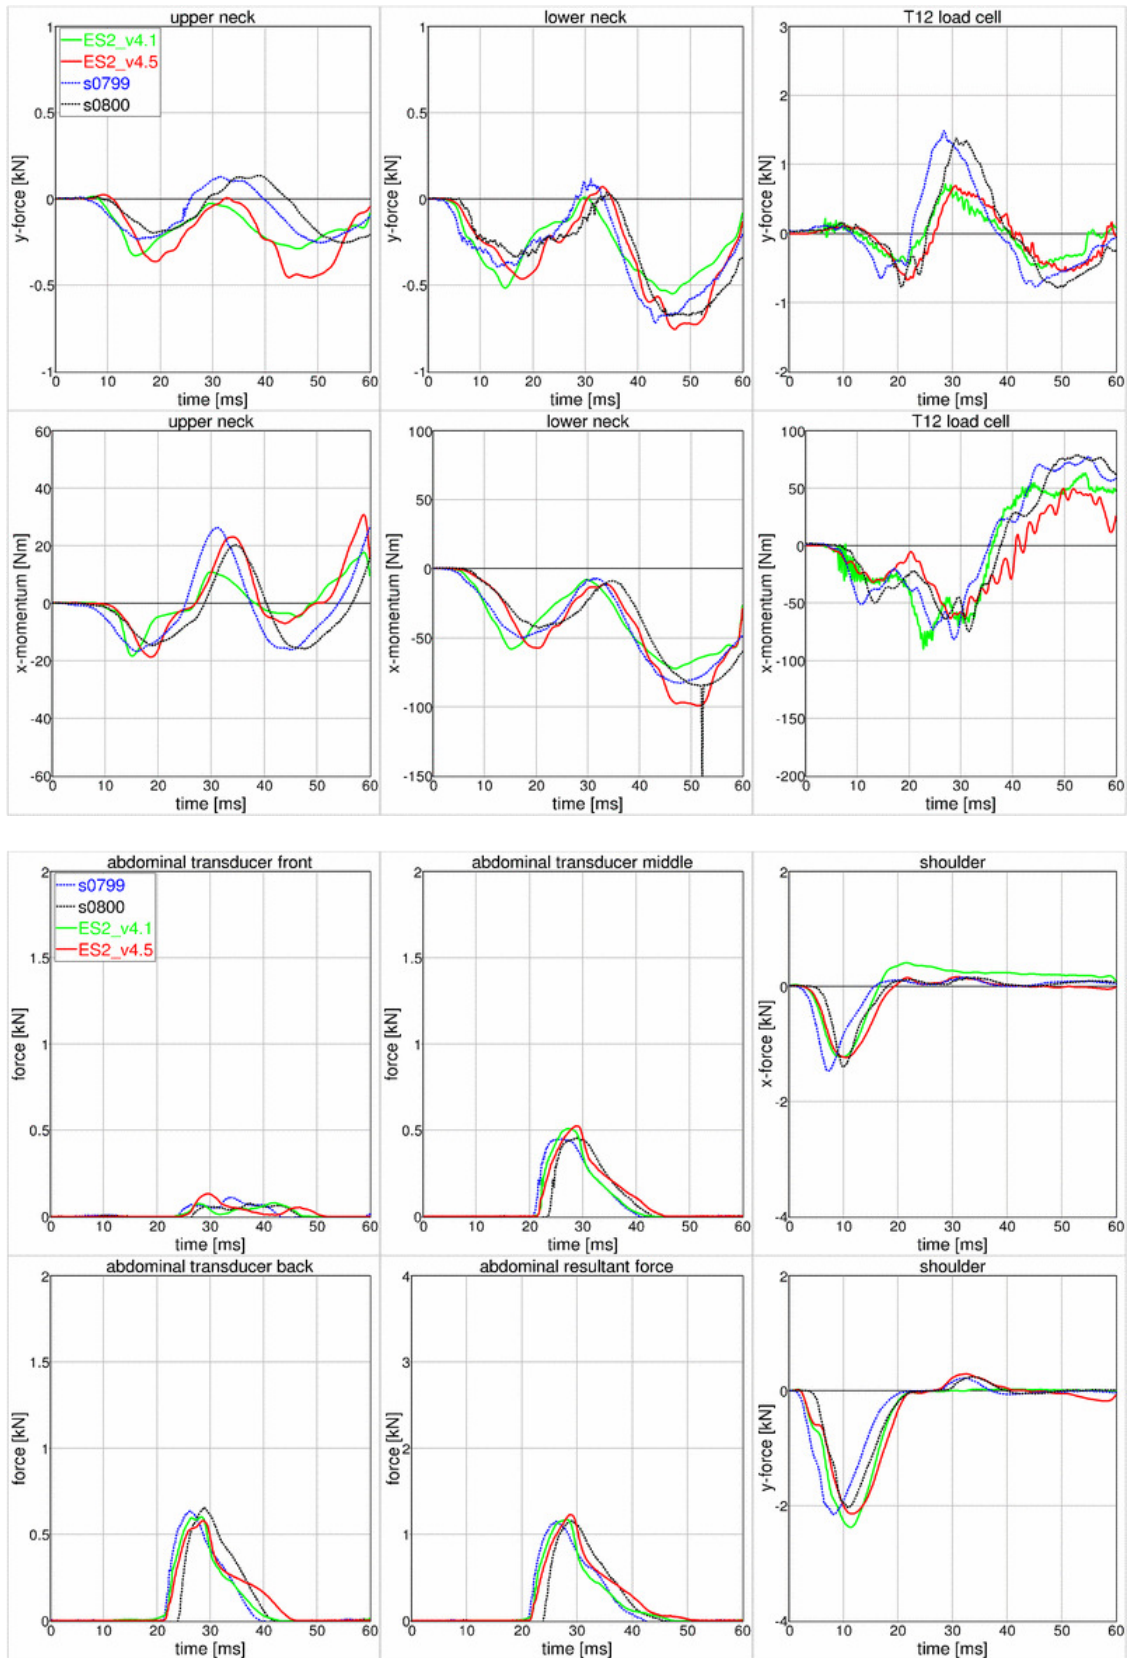 upper neck
lower neck
T12 load cell
1
0.5
0
-0.5
-1
y-force [kN]
ES2_v4.1
ES2_v4.5
s0799
s0800
0 10 20 30 40 50 60
time [ms]
1
0.5
0
-0.5
-1
y-force [kN]
0 10 20 30 40 50 60
time [ms]
3
2
1
0
-1
-2
y-force [kN]
0 10 20 30 40 50 60
time [ms]
upper neck
lower neck
T12 load cell
60
40
20
0
-20
-40
-60
x-momentum [Nm]
0 10 20 30 40 50 60
time [ms]
100
50
0
-50
-100
-150
x-momentum [Nm]
0 10 20 30 40 50 60
time [ms]
100
50
0
-50
-100
-150
-200
x-momentum [Nm]
0 10 20 30 40 50 60
time [ms]
abdominal transducer front
abdominal transducer middle
shoulder
2
1.5
1
0.5
0
force [kN]
s0799
s0800
ES2_v4.1
ES2_v4.5
0 10 20 30 40 50 60
time [ms]
2
1.5
1
0.5
0
force [kN]
0 10 20 30 40 50 60
time [ms]
2
0
-2
-4
x-force [kN]
0 10 20 30 40 50 60
time [ms]
abdominal transducer back
abdominal resultant force
shoulder
2
1.5
1
0.5
0
force [kN]
0 10 20 30 40 50 60
time [ms]
4
3
2
1
0
force [kN]
0 10 20 30 40 50 60
time [ms]
2
0
-2
-4
y-force [kN]
0 10 20 30 40 50 60
time [ms]